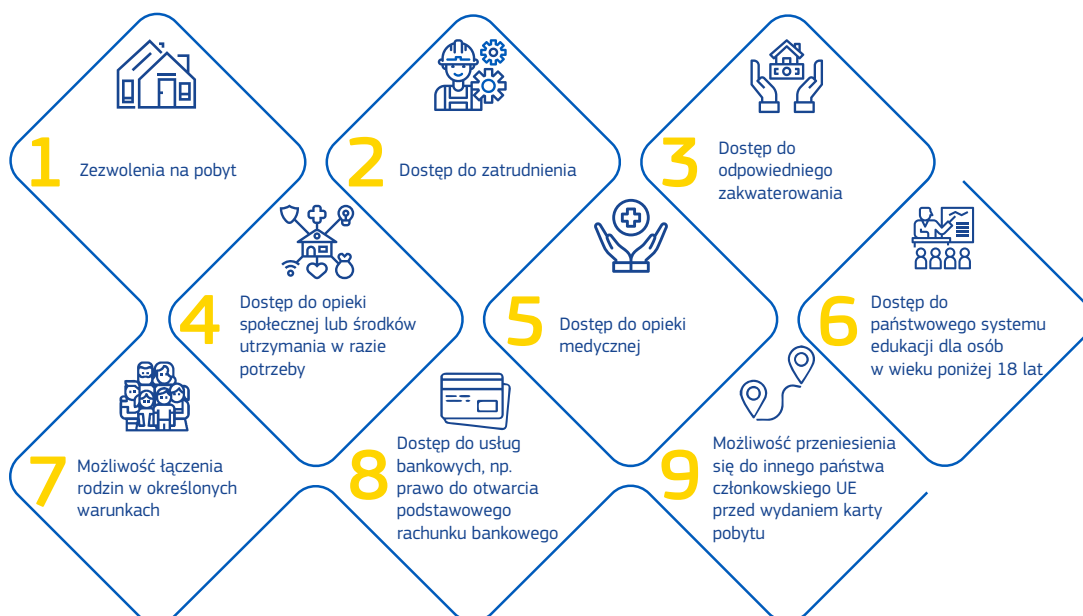 1
Zezwolenia na pobyt
2
Dostęp do zatrudnienia
3
Dostęp do
odpowiedniego
zakwaterowania
4
Dostęp do opieki
społecznej lub środków
utrzymania w razie
potrzeby
5
Dostęp do opieki
medycznej
6
Dostęp do
państwowego systemu
edukacji dla osób
w wieku poniżej 18 lat
7
Możliwość łączenia
rodzin w określonych
warunkach
8
Dostęp do usług
bankowych, np.
prawo do otwarcia
podstawowego
rachunku bankowego
9
Możliwość przeniesienia
się do innego państwa
członkowskiego UE
przed wydaniem karty
pobytu